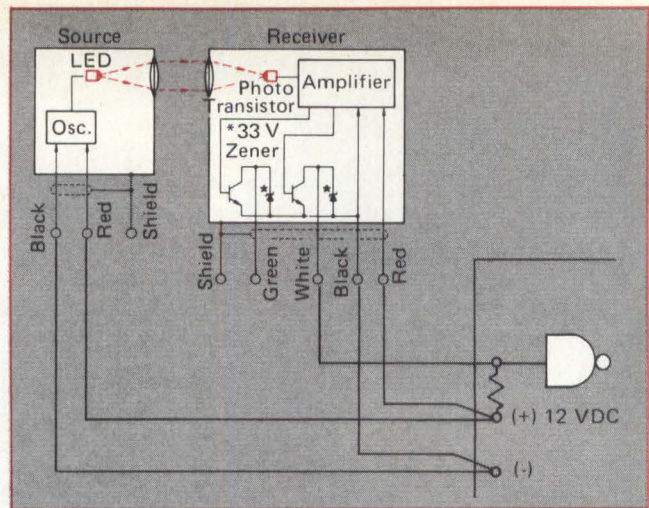 Source
Receiver
LED
Photo
Transistor
Amplifier
Osc.
* 33 V
Zener
*
*
Black
Red
Shield
Shield
Green
White
Black
Red
(+) 12 VDC
(-)